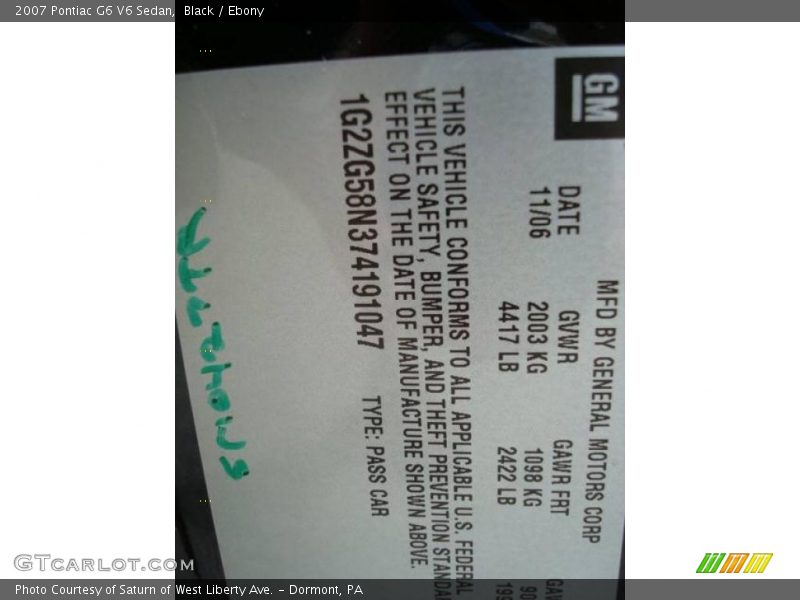 2007 Pontiac G6 V6 Sedan, Black / Ebony
GM
MFD BY GENERAL MOTORS CORP
DATE GVWR GAWR FRT
11/06 2003 KG 1098 KG
4417 LB 2422 LB
THIS VEHICLE CONFORMS TO ALL APPLICABLE U.S. FEDERAL
VEHICLE SAFETY, BUMPER, AND THEFT PREVENTION
EFFECT ON THE DATE OF MANUFACTURE SHOWN ABOVE.
1G2ZG58N374191047 TYPE: PASS CAR
GTCARLOT.COM
Photo Courtesy of Saturn of West Liberty Ave. - Dormont, PA